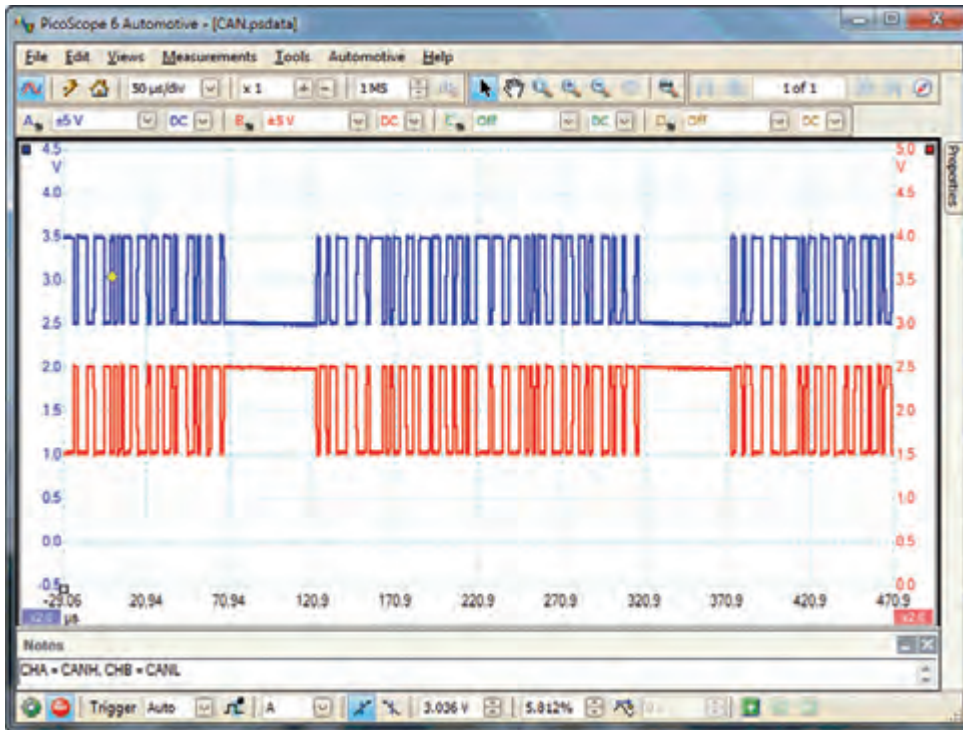 PicoScope 6 Automotive - [CAN.psdata]
File Edit Views Measurements Tools Automotive Help
50 µs/div x 1 1 MS 1 of 1
A ±5 V DC B ±5 V DC C Off DC D Off DC
4.5 5.0
V V
4.0 4.5
3.5 4.0
3.0 3.5
2.5 3.0
2.0 2.5
1.5 2.0
1.0 1.5
0.5 1.0
0.0 0.5
-0.5 0.0
-29.06 20.94 70.94 120.9 170.9 220.9 270.9 320.9 370.9 420.9 470.9
x2.0 µs x2.0
Properties
Notes
CHA = CANH, CHB = CANL
Trigger Auto A 3.036 V 5.812%